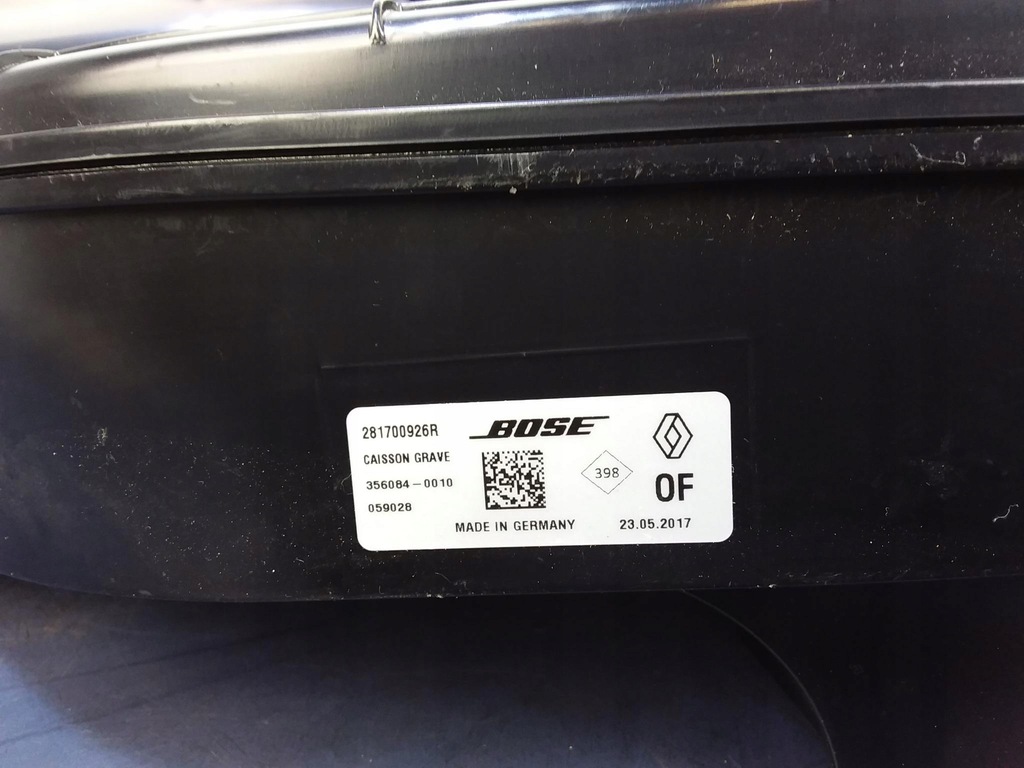 281700926R
BOSE
CAISSON GRAVE
356084-0010
398
OF
059028
MADE IN GERMANY
23.05.2017